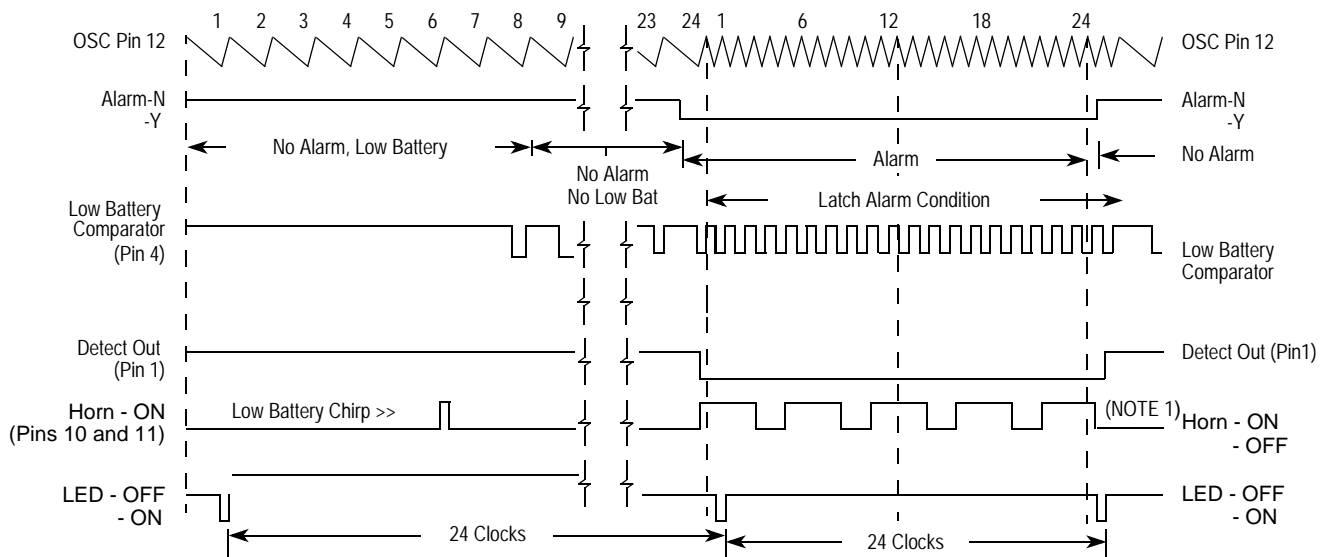 1 2 3 4 5 6 7 8 9 23 24 1 6 12 18 24
OSC Pin 12
OSC Pin 12
Alarm-N
-Y
Alarm-N
-Y
No Alarm, Low Battery
No Alarm
No Low Bat
Alarm
No Alarm
Latch Alarm Condition
Low Battery
Comparator
(Pin 4)
Low Battery
Comparator
Detect Out
(Pin 1)
Detect Out (Pin1)
Horn - ON
(Pins 10 and 11)
Low Battery Chirp >>
(NOTE 1)
Horn - ON
- OFF
LED - OFF
- ON
LED - OFF
- ON
24 Clocks
24 Clocks